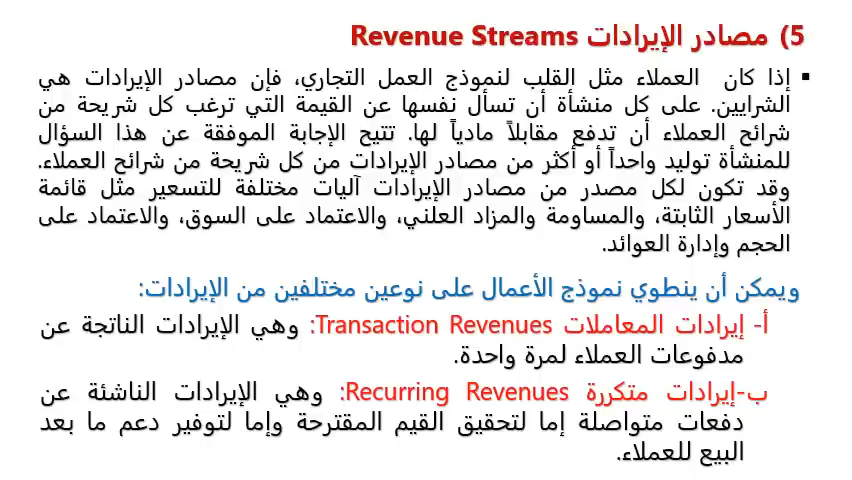 5) مصادر الإيرادات Revenue Streams
▪ إذا كان العملاء مثل القلب لنموذج العمل التجاري، فإن مصادر الإيرادات هي
الشرايين. على كل منشأة أن تسأل نفسها عن القيمة التي ترغب كل شريحة من
شرائح العملاء أن تدفع مقابلاً مادياً لها. تتيح الإجابة الموفقة عن هذا السؤال
للمنشأة توليد واحداً أو أكثر من مصادر الإيرادات من كل شريحة من شرائح العملاء.
وقد تكون لكل مصدر من مصادر الإيرادات آليات مختلفة للتسعير مثل قائمة
الأسعار الثابتة، والمساومة والمزاد العلني، والاعتماد على السوق، والاعتماد على
الحجم وإدارة العوائد.
ويمكن أن ينطوي نموذج الأعمال على نوعين مختلفين من الإيرادات:
أ- إيرادات المعاملات Transaction Revenues: وهي الإيرادات الناتجة عن
مدفوعات العملاء لمرة واحدة.
ب-إيرادات متكررة Recurring Revenues: وهي الإيرادات الناشئة عن
دفعات متواصلة إما لتحقيق القيم المقترحة وإما لتوفير دعم ما بعد
البيع للعملاء.